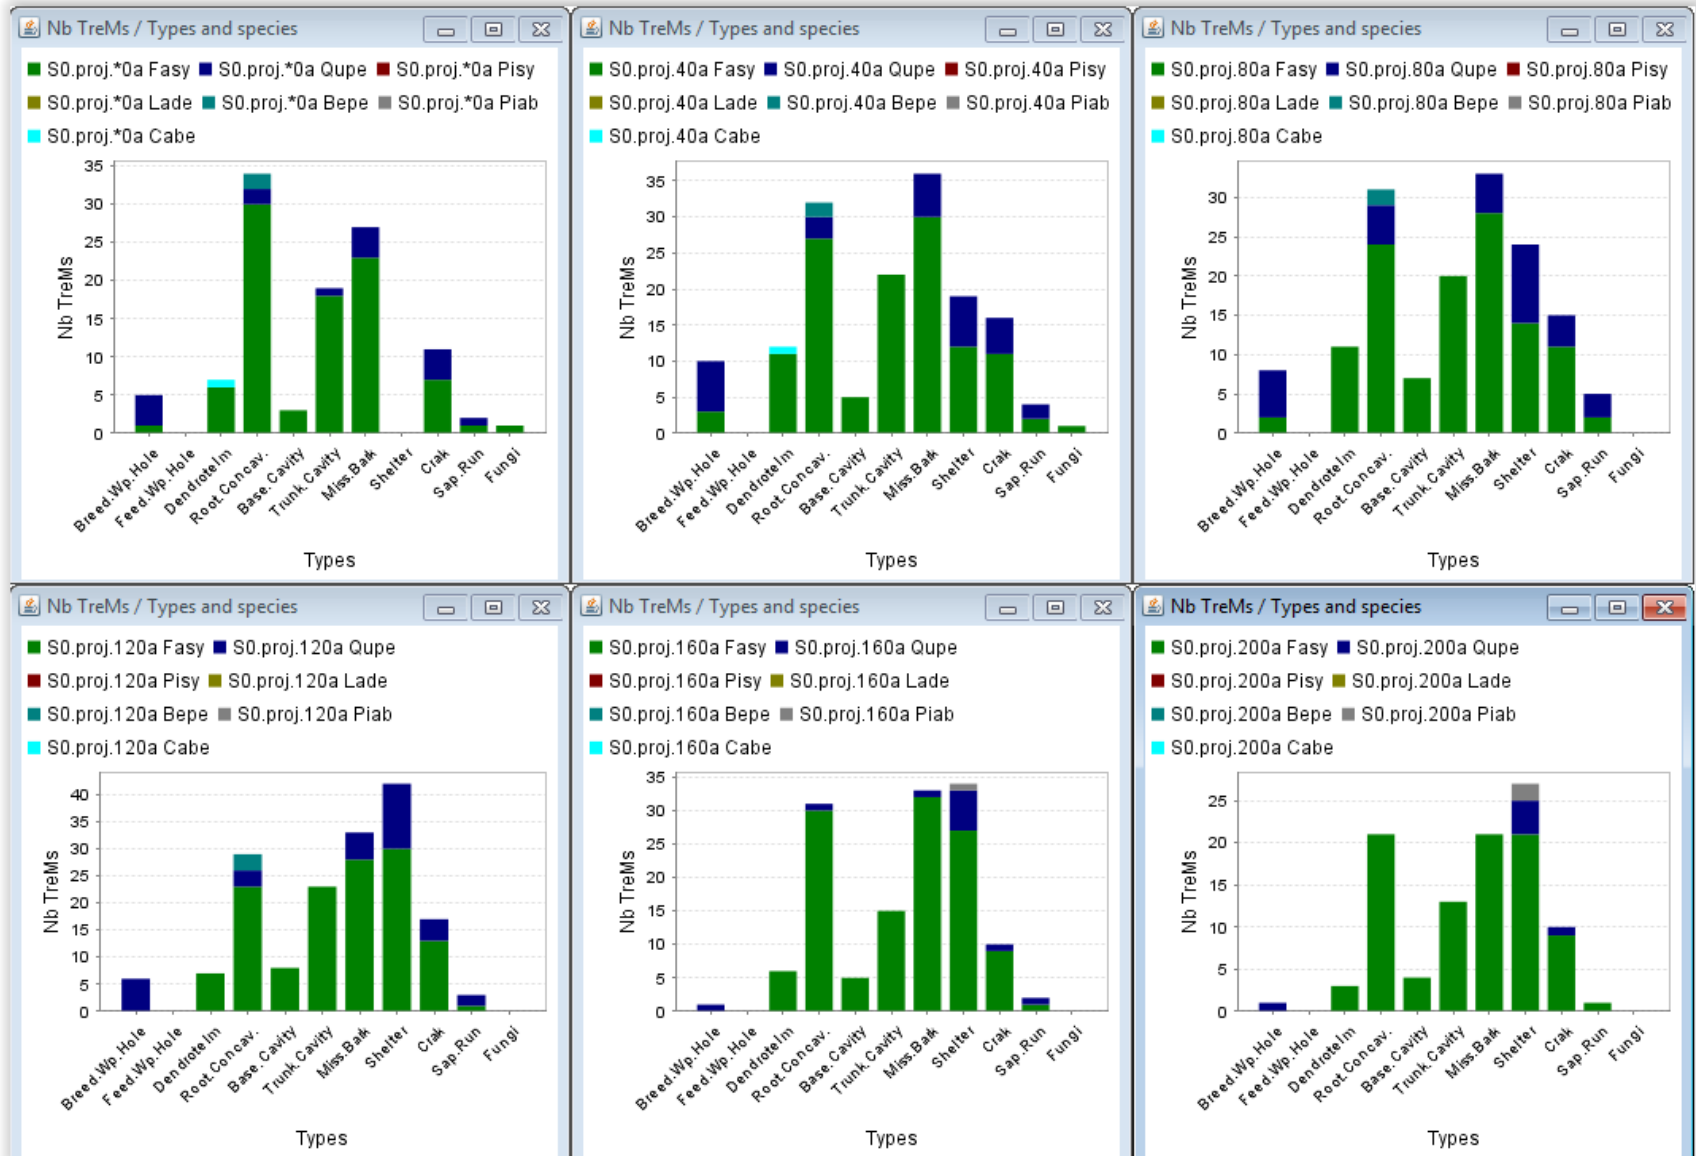 Nb TreMs / Types and species
S0.proj.*0a Fasy S0.proj.*0a Qupe S0.proj.*0a Pisy
S0.proj.*0a Lade S0.proj.*0a Bepe S0.proj.*0a Piab
S0.proj.*0a Cabe
35
30
25
20
15
10
5
0
Nb TreMs
Breed.Wp.Hole
Feed.Wp.Hole
Dendrotelm
Root.Concav.
Base.Cavity
Trunk.Cavity
Miss.Bark
Shelter
Crak
Sap.Run
Fungi
Types
Nb TreMs / Types and species
S0.proj.40a Fasy S0.proj.40a Qupe S0.proj.40a Pisy
S0.proj.40a Lade S0.proj.40a Bepe S0.proj.40a Piab
S0.proj.40a Cabe
35
30
25
20
15
10
5
0
Nb TreMs
Breed.Wp.Hole
Feed.Wp.Hole
Dendrotelm
Root.Concav.
Base.Cavity
Trunk.Cavity
Miss.Bark
Shelter
Crak
Sap.Run
Fungi
Types
Nb TreMs / Types and species
S0.proj.80a Fasy S0.proj.80a Qupe S0.proj.80a Pisy
S0.proj.80a Lade S0.proj.80a Bepe S0.proj.80a Piab
S0.proj.80a Cabe
30
25
20
15
10
5
0
Nb TreMs
Breed.Wp.Hole
Feed.Wp.Hole
Dendrotelm
Root.Concav.
Base.Cavity
Trunk.Cavity
Miss.Bark
Shelter
Crak
Sap.Run
Fungi
Types
Nb TreMs / Types and species
S0.proj.120a Fasy S0.proj.120a Qupe
S0.proj.120a Pisy S0.proj.120a Lade
S0.proj.120a Bepe S0.proj.120a Piab
S0.proj.120a Cabe
40
35
30
25
20
15
10
5
0
Nb TreMs
Breed.Wp.Hole
Feed.Wp.Hole
Dendrotelm
Root.Concav.
Base.Cavity
Trunk.Cavity
Miss.Bark
Shelter
Crak
Sap.Run
Fungi
Types
Nb TreMs / Types and species
S0.proj.160a Fasy S0.proj.160a Qupe
S0.proj.160a Pisy S0.proj.160a Lade
S0.proj.160a Bepe S0.proj.160a Piab
S0.proj.160a Cabe
35
30
25
20
15
10
5
0
Nb TreMs
Breed.Wp.Hole
Feed.Wp.Hole
Dendrotelm
Root.Concav.
Base.Cavity
Trunk.Cavity
Miss.Bark
Shelter
Crak
Sap.Run
Fungi
Types
Nb TreMs / Types and species
S0.proj.200a Fasy S0.proj.200a Qupe
S0.proj.200a Pisy S0.proj.200a Lade
S0.proj.200a Bepe S0.proj.200a Piab
S0.proj.200a Cabe
25
20
15
10
5
0
Nb TreMs
Breed.Wp.Hole
Feed.Wp.Hole
Dendrotelm
Root.Concav.
Base.Cavity
Trunk.Cavity
Miss.Bark
Shelter
Crak
Sap.Run
Fungi
Types